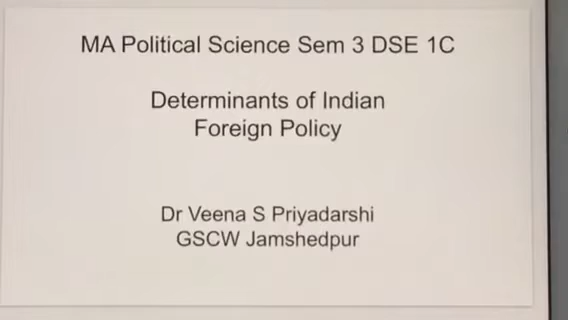 MA Political Science Sem 3 DSE 1C
Determinants of Indian
Foreign Policy
Dr Veena S Priyadarshi
GSCW Jamshedpur